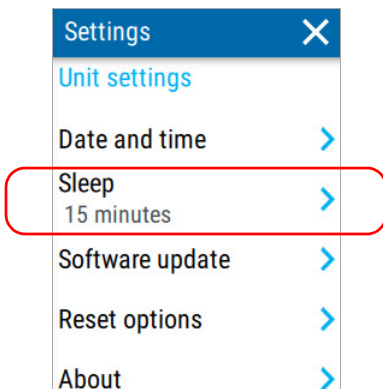 Settings
Unit settings
Date and time
Sleep
15 minutes
Software update
Reset options
About